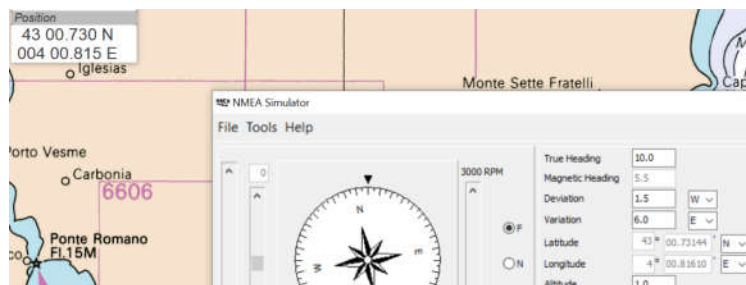 Position
43 00.730 N
004 00.815 E
Iglesias
Monte Sette Fratelli
Cap
NMEA Simulator
File Tools Help
Porto Vesme
Carbonia
6606
Ponte Romano
Fl.15M
co
0
3000 RPM
N
F
N
True Heading 10.0
Magnetic Heading 5.5
Deviation 1.5 W
Variation 6.0 E
Latitude 43 ° 00.73144 ' N
Longitude 4 ° 00.81610 ' E
Altitude 1.0